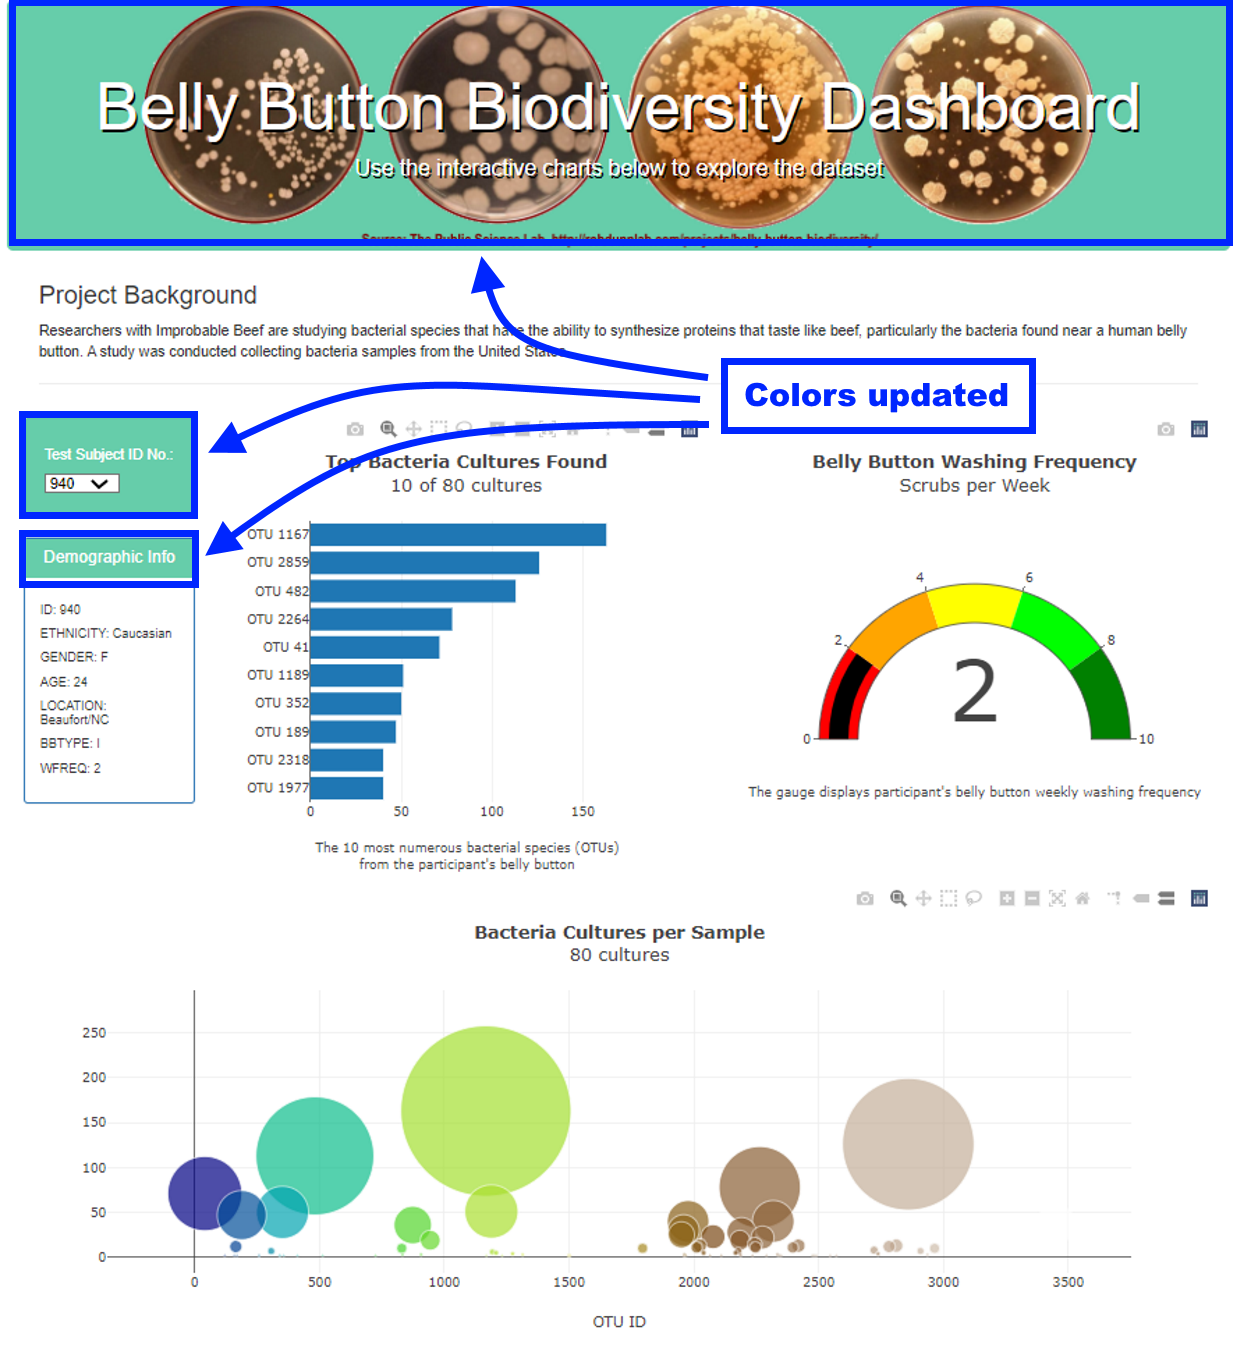 Belly Button Biodiversity Dashboard
Use the interactive charts below to explore the dataset
Source: The Public Science Lab, http://robdunnlab.com/projects/belly-button-biodiversity/
Project Background
Researchers with Improbable Beef are studying bacterial species that have the ability to synthesize proteins that taste like beef, particularly the bacteria found near a human belly
button. A study was conducted collecting bacteria samples from the United States.
Colors updated
Test Subject ID No.:
940
Demographic Info
ID: 940
ETHNICITY: Caucasian
GENDER: F
AGE: 24
LOCATION:
Beaufort/NC
BBTYPE: I
WFREQ: 2
Top Bacteria Cultures Found
10 of 80 cultures
OTU 1167
OTU 2859
OTU 482
OTU 2264
OTU 41
OTU 1189
OTU 352
OTU 189
OTU 2318
OTU 1977
0 50 100 150
The 10 most numerous bacterial species (OTUs)
from the participant's belly button
Belly Button Washing Frequency
Scrubs per Week
4 6
2 8
2
0 10
The gauge displays participant's belly button weekly washing frequency
Bacteria Cultures per Sample
80 cultures
250
200
150
100
50
0
0 500 1000 1500 2000 2500 3000 3500
OTU ID